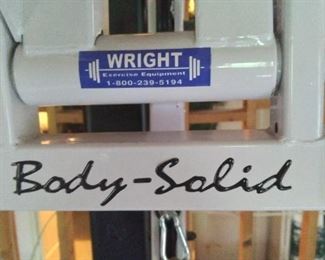 WRIGHT
Exercise Equipment
1-800-239-5194
Body-Solid